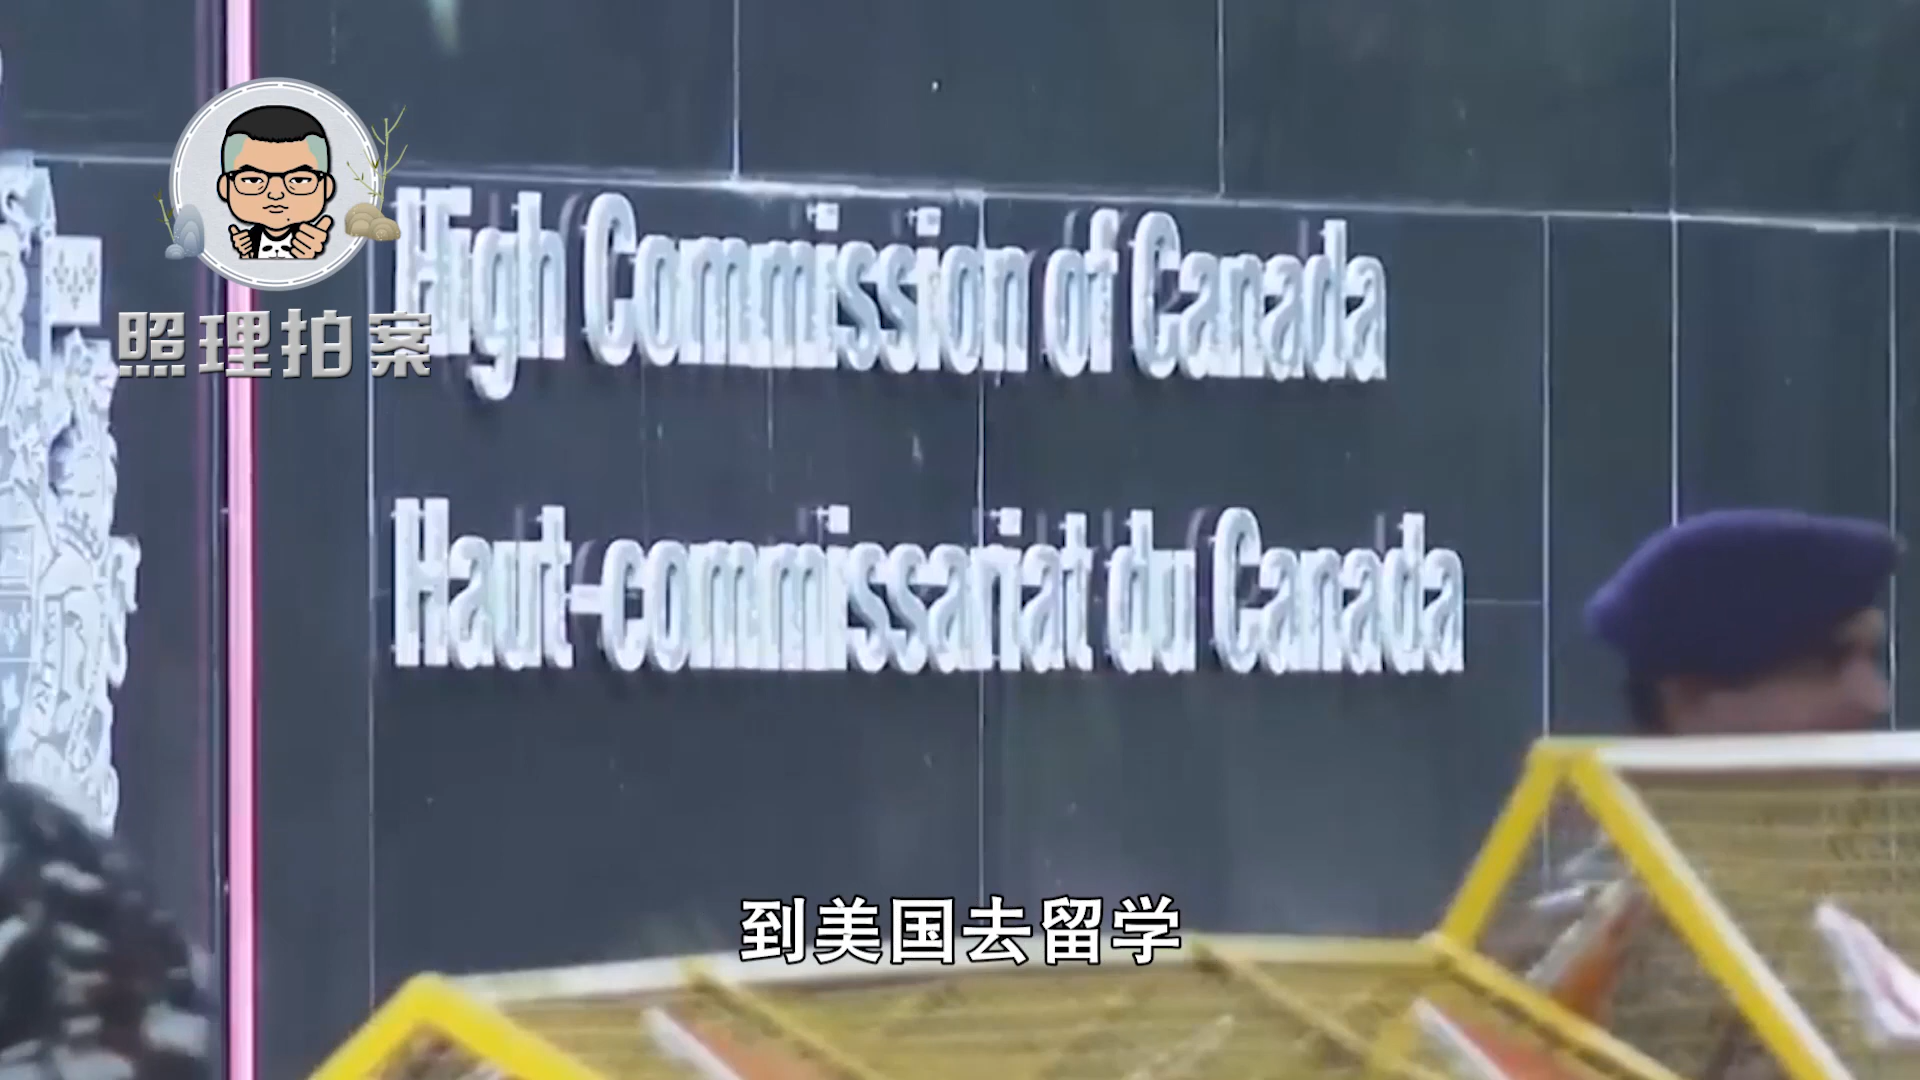 High Commission of Canada
照理拍案
Haut-commissariat du Canada
到美国去留学